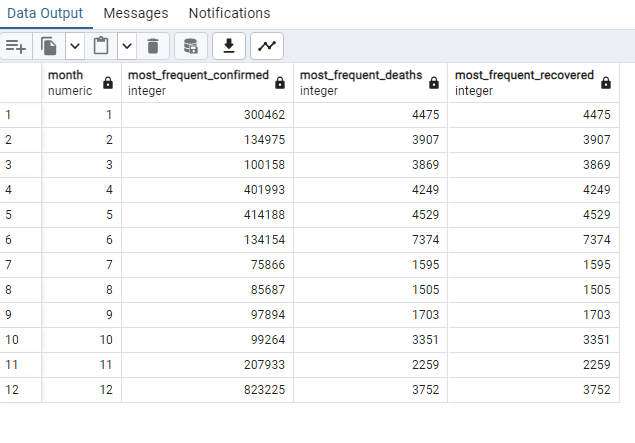 Data Output Messages Notifications
month most_frequent_confirmed most_frequent_deaths most_frequent_recovered
numeric integer integer integer
1 1 300462 4475 4475
2 2 134975 3907 3907
3 3 100158 3869 3869
4 4 401993 4249 4249
5 5 414188 4529 4529
6 6 134154 7374 7374
7 7 75866 1595 1595
8 8 85687 1505 1505
9 9 97894 1703 1703
10 10 99264 3351 3351
11 11 207933 2259 2259
12 12 823225 3752 3752